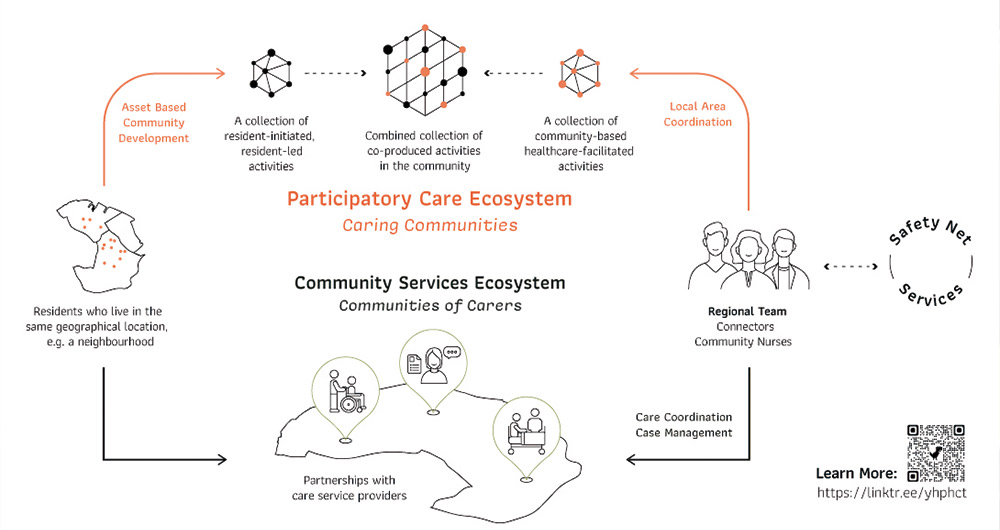 Asset Based
Community
Development
A collection of
resident-initiated,
resident-led
activities
Combined collection of
co-produced activities
in the community
A collection of
community-based
healthcare-facilitated
activities
Local Area
Coordination
Participatory Care Ecosystem
Caring Communities
Community Services Ecosystem
Communities of Carers
Residents who live in the
same geographical location,
e.g. a neighbourhood
Regional Team
Connectors
Community Nurses
Safety Net
Services
Care Coordination
Case Management
Partnerships with
care service providers
Learn More:
https://linktr.ee/yhphct